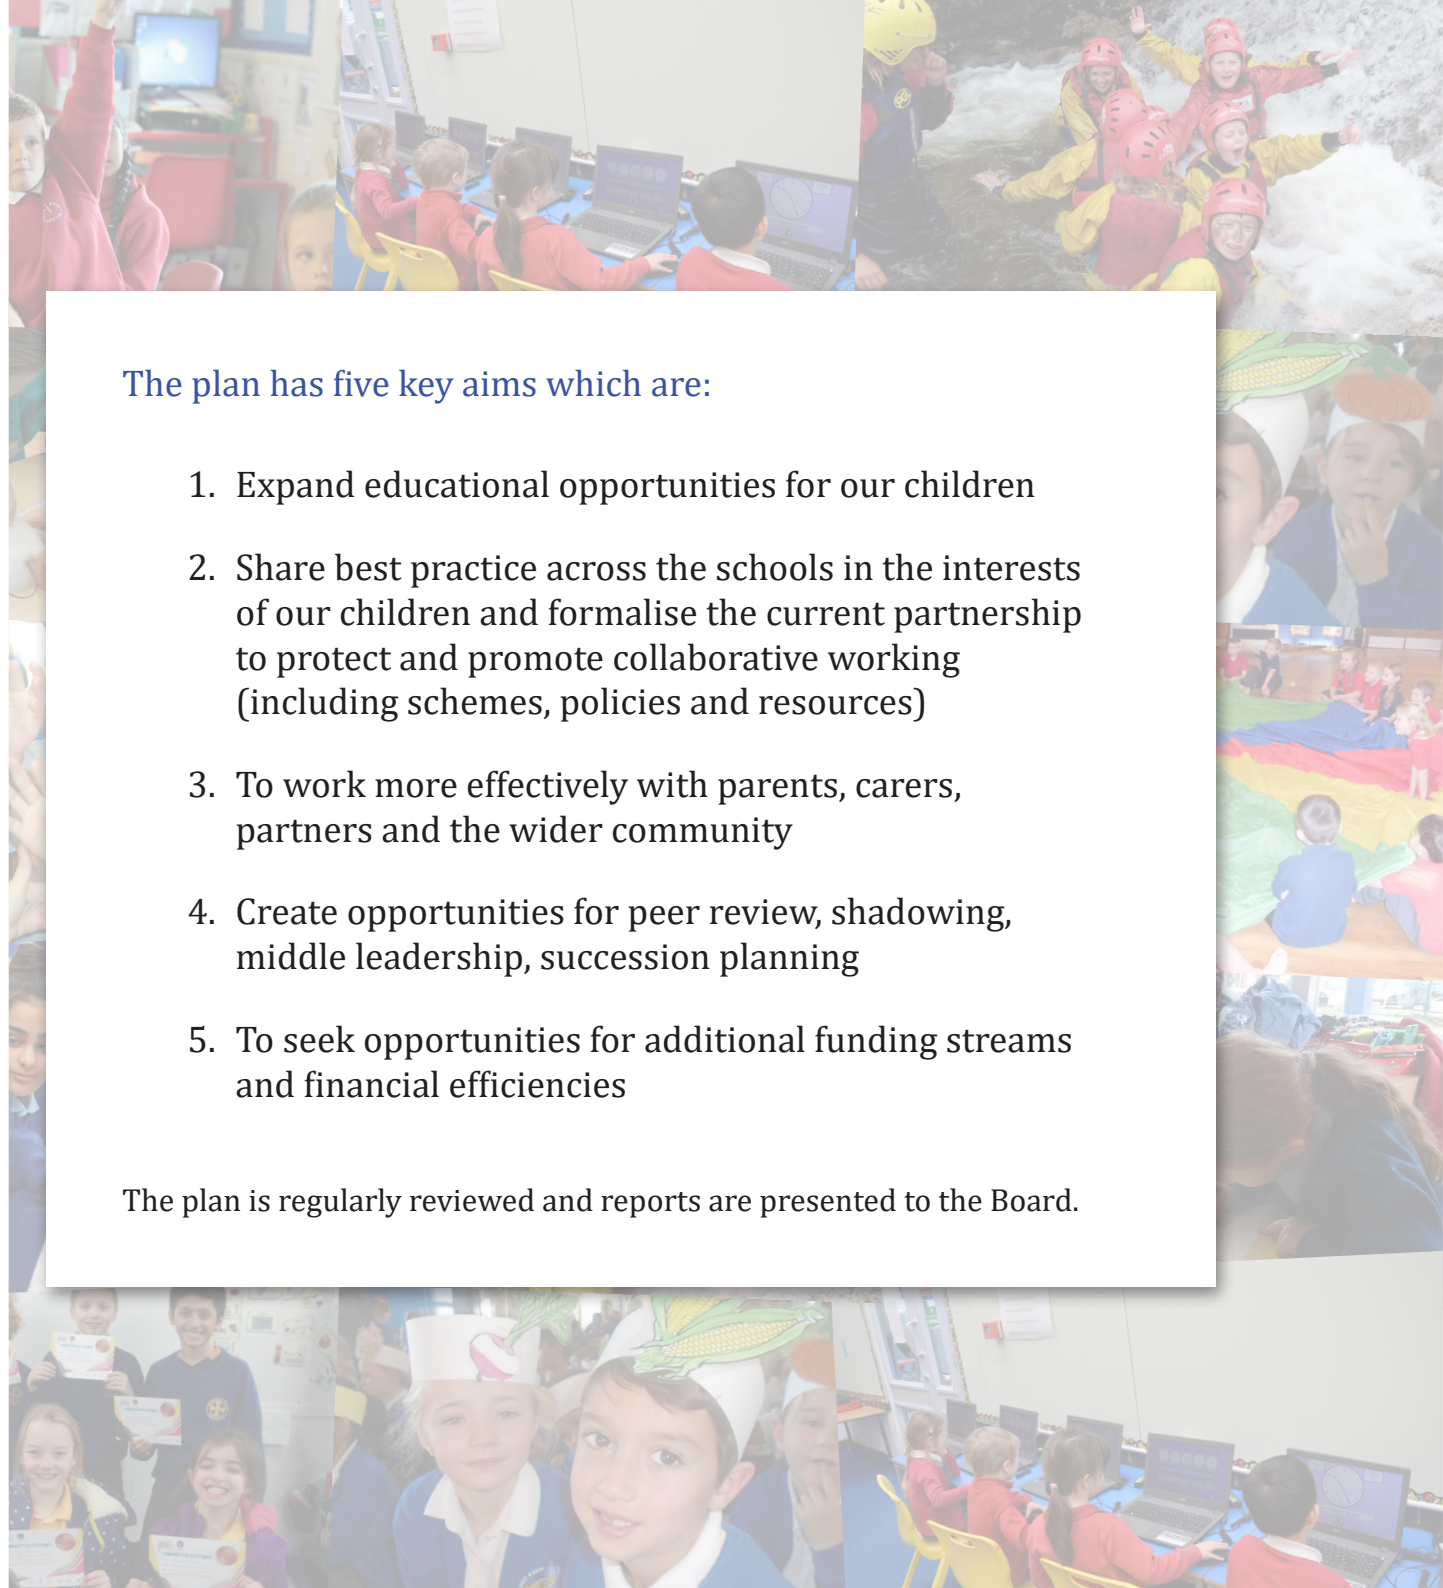 The plan has five key aims which are:
1. Expand educational opportunities for our children
2. Share best practice across the schools in the interests
of our children and formalise the current partnership
to protect and promote collaborative working
(including schemes, policies and resources)
3. To work more effectively with parents, carers,
partners and the wider community
4. Create opportunities for peer review, shadowing,
middle leadership, succession planning
5. To seek opportunities for additional funding streams
and financial efficiencies
The plan is regularly reviewed and reports are presented to the Board.